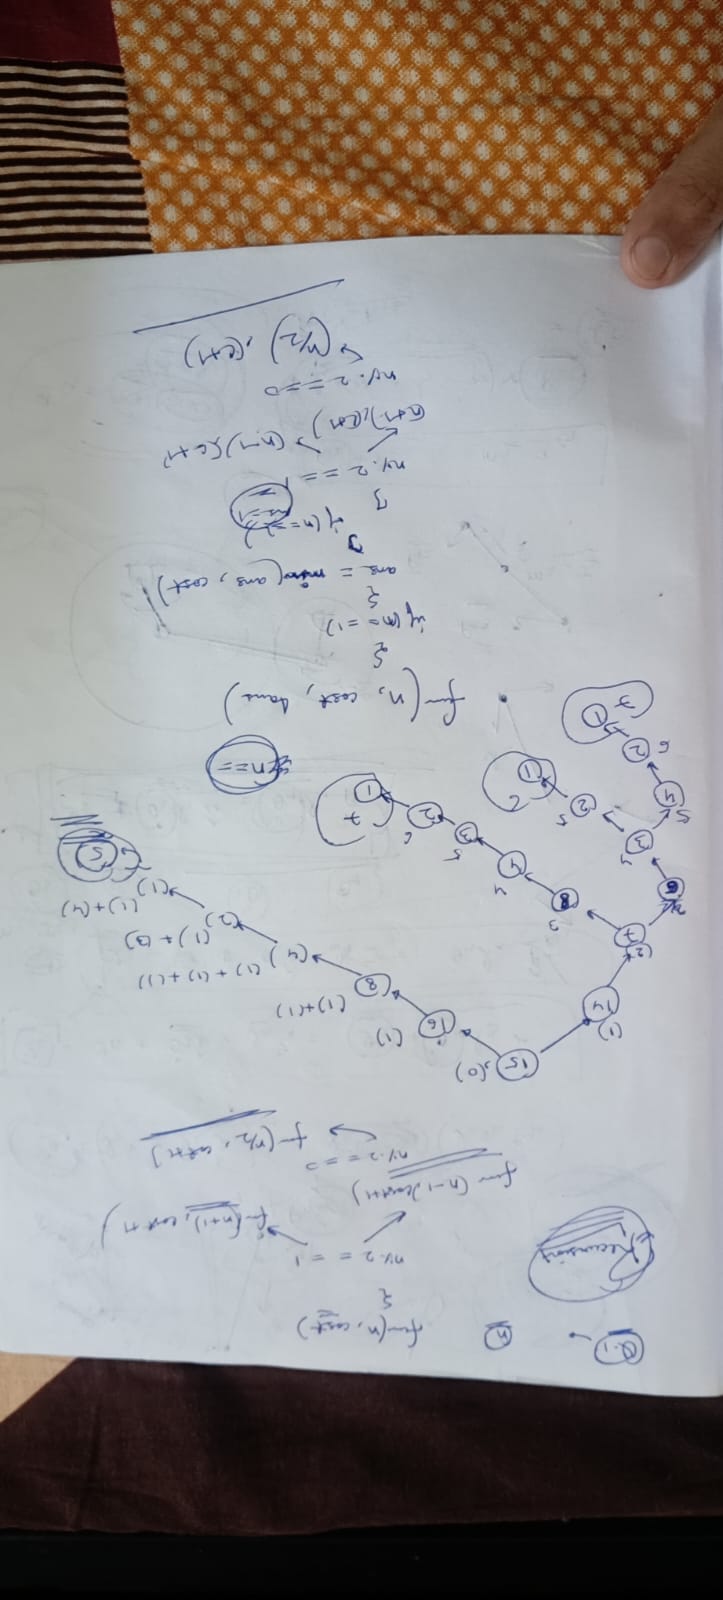 Q.1 n fun(n, cost)
{
Recursion
n%2 == 1
fun(n-1, cost+1) fun(n+1), cost+1)
n%2 == 0
fun(n/2, cost+1)
15, (0)
(1) 14 16 (1)
(2) 7 8 (1)+(1)
(4) (1)+(1)+(1)
6 8 3 (2) (1)+(3)
4 4 (1) (1)+(4)
3 4 3 5 5
5 4 2 5 2 6
1 6 1 7
6 2 n==
7 1
fun(n, cost, &ans)
{
if(n==1)
{
ans = min(ans, cost)
}
if(n==
}
n%2 == 1
(n+1),(c+1) (n-1),(c+1)
n%2 == 0
(n/2), (c+1)